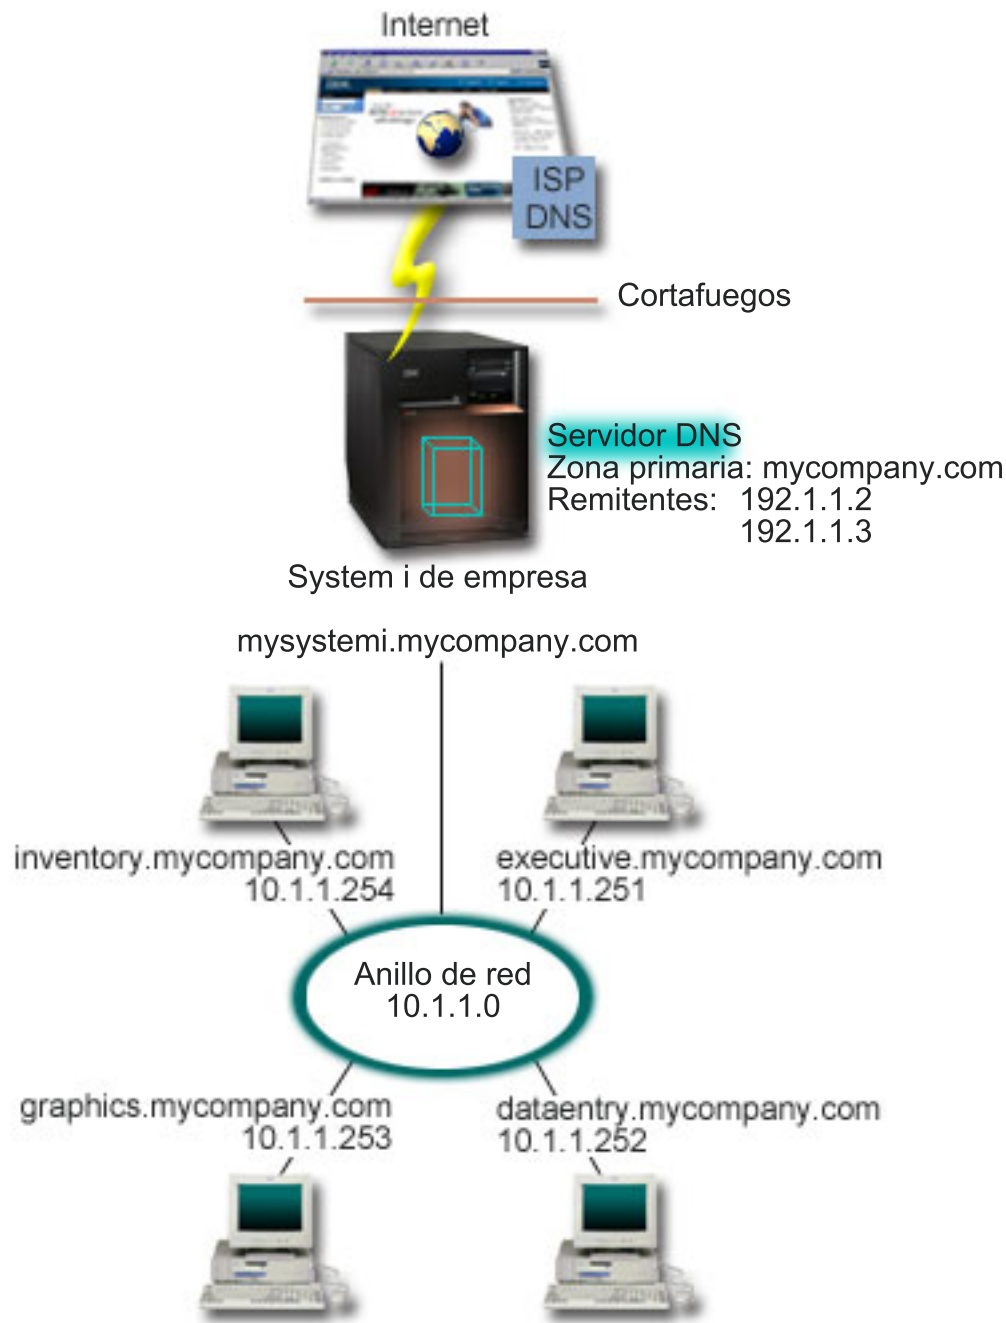 Internet
ISP
DNS
Cortafuegos
IBM
Servidor DNS
Zona primaria: mycompany.com
Remitentes: 192.1.1.2
192.1.1.3
System i de empresa
mysystemi.mycompany.com
inventory.mycompany.com
10.1.1.254
executive.mycompany.com
10.1.1.251
Anillo de red
10.1.1.0
graphics.mycompany.com
10.1.1.253
dataentry.mycompany.com
10.1.1.252